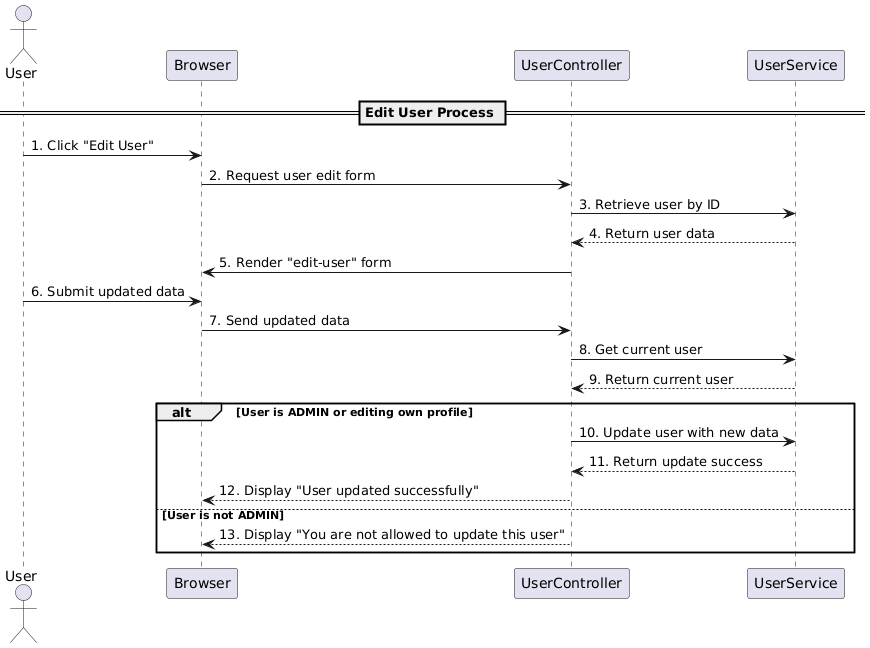 User
Browser
UserController
UserService
Edit User Process
1. Click "Edit User"
2. Request user edit form
3. Retrieve user by ID
4. Return user data
5. Render "edit-user" form
6. Submit updated data
7. Send updated data
8. Get current user
9. Return current user
alt
[User is ADMIN or editing own profile]
10. Update user with new data
11. Return update success
12. Display "User updated successfully"
[User is not ADMIN]
13. Display "You are not allowed to update this user"
User
Browser
UserController
UserService